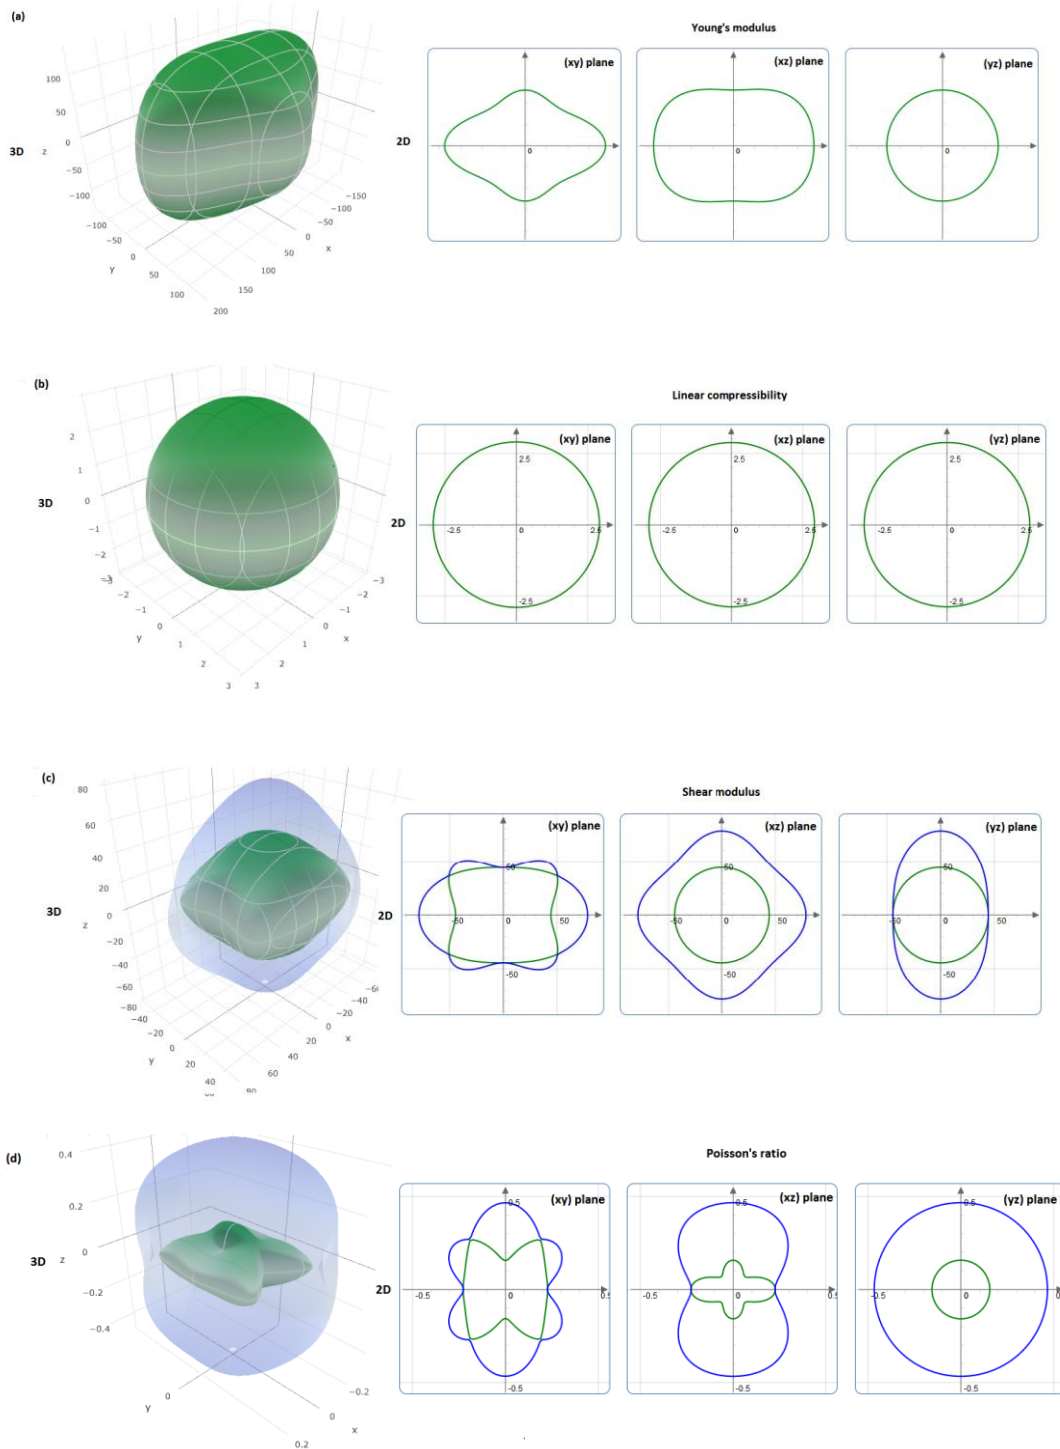 (a)
Young's modulus
100
50
0
−50
−100
3D
z
−100
−50
0
50
100
y
200
150
100
50
0
−50
−100
−150
x
2D
(xy) plane
0
(xz) plane
0
(yz) plane
0
(b)
Linear compressibility
2
1
0
−1
−2
−3
3D
−2
−1
0
1
2
3
y
3
2
1
0
−1
−2
−3
x
2D
(xy) plane
2.5
-2.5
0
2.5
-2.5
(xz) plane
2.5
-2.5
0
2.5
-2.5
(yz) plane
2.5
-2.5
0
2.5
-2.5
(c)
Shear modulus
80
60
40
20
0
−20
−40
−60
−80
3D
z
−40
−20
0
20
40
y
60
40
20
0
−20
−40
x
2D
(xy) plane
50
-50
0
50
-50
(xz) plane
50
-50
0
50
-50
(yz) plane
50
-50
0
50
-50
(d)
Poisson's ratio
0.4
0.2
0
−0.2
−0.4
3D
z
y
0
0.2
0
−0.2
x
2D
(xy) plane
0.5
-0.5
0
0.5
-0.5
(xz) plane
0.5
-0.5
0
0.5
-0.5
(yz) plane
-0.5
0
-0.5